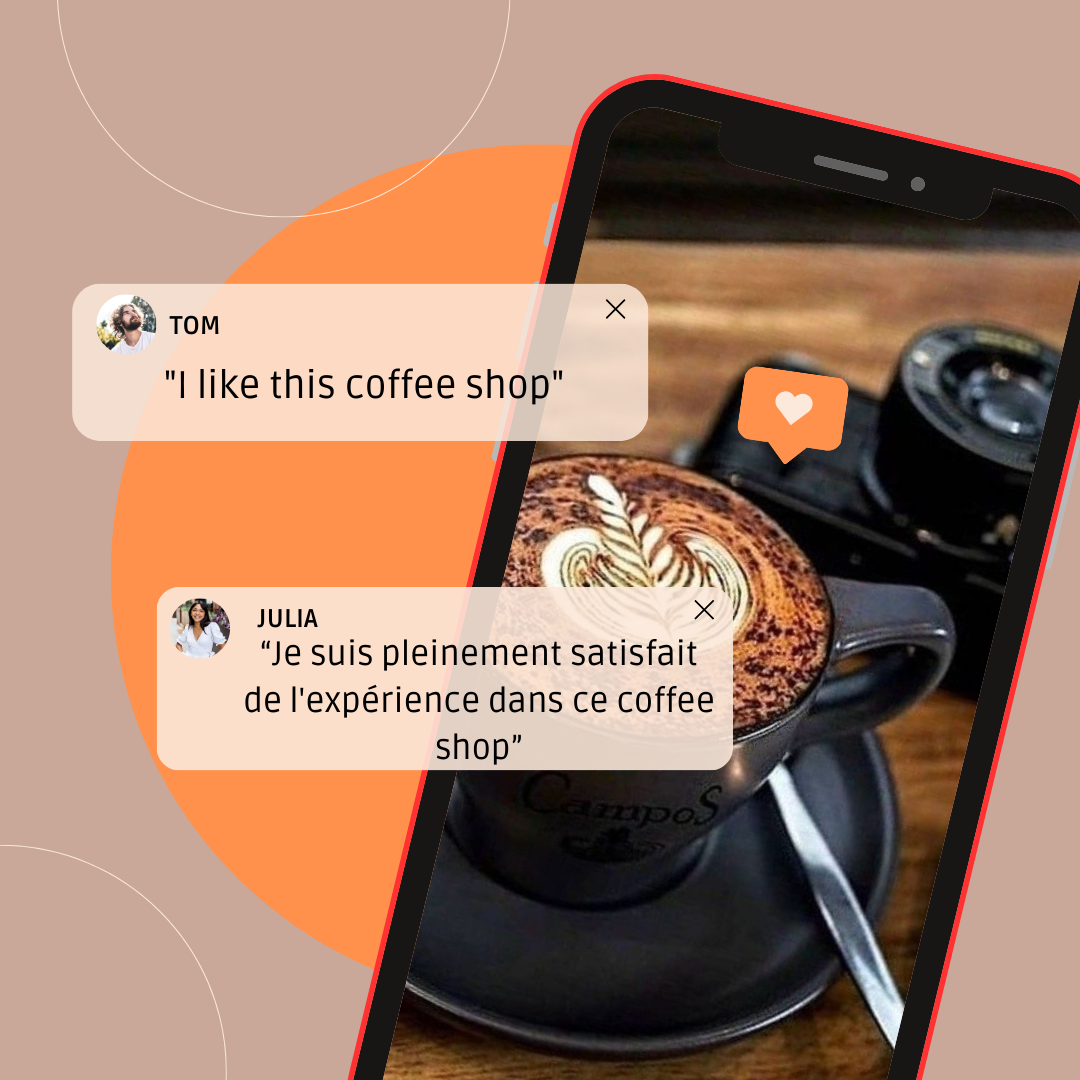 TOM
"I like this coffee shop"
JULIA
“Je suis pleinement satisfait
de l'expérience dans ce coffee
shop”
CampoS